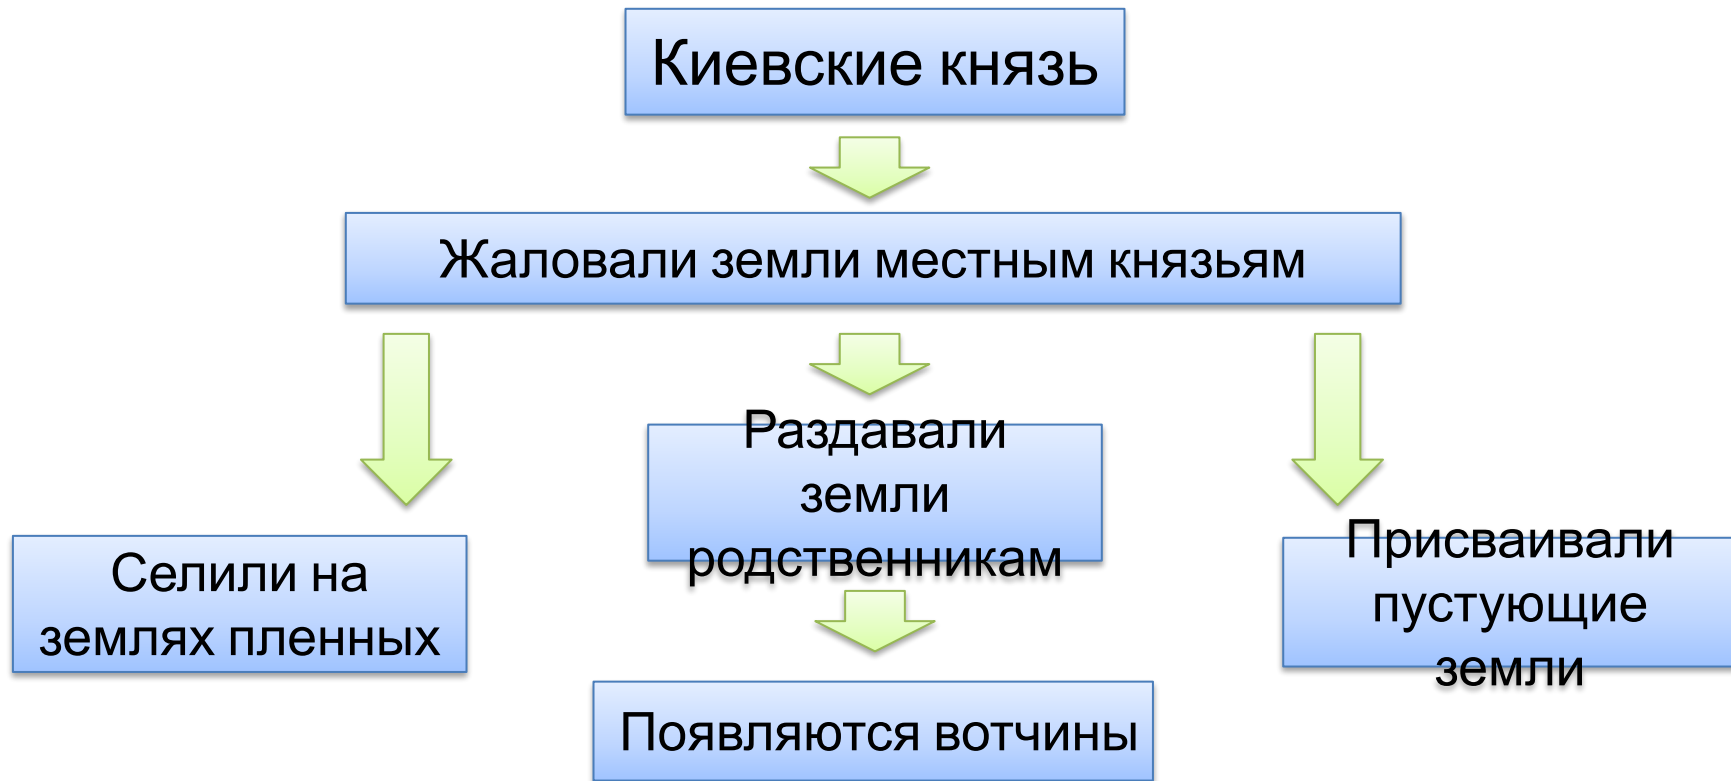 Киевские князь
Жаловали земли местным князьям
Раздавали
земли
родственникам
Селили на
землях пленных
Присваивали
пустующие
земли
Появляются вотчины